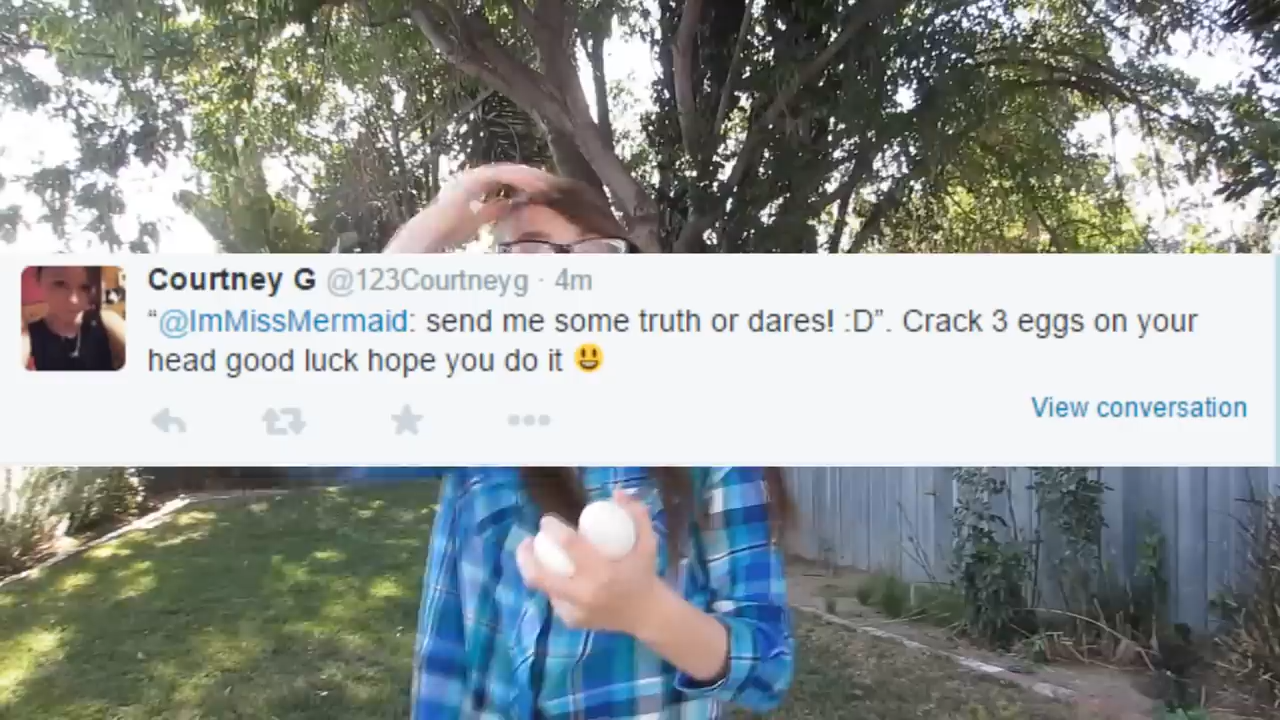 Courtney G @123Courtneyg · 4m
“@ImMissMermaid: send me some truth or dares! :D”. Crack 3 eggs on your
head good luck hope you do it 😃
View conversation